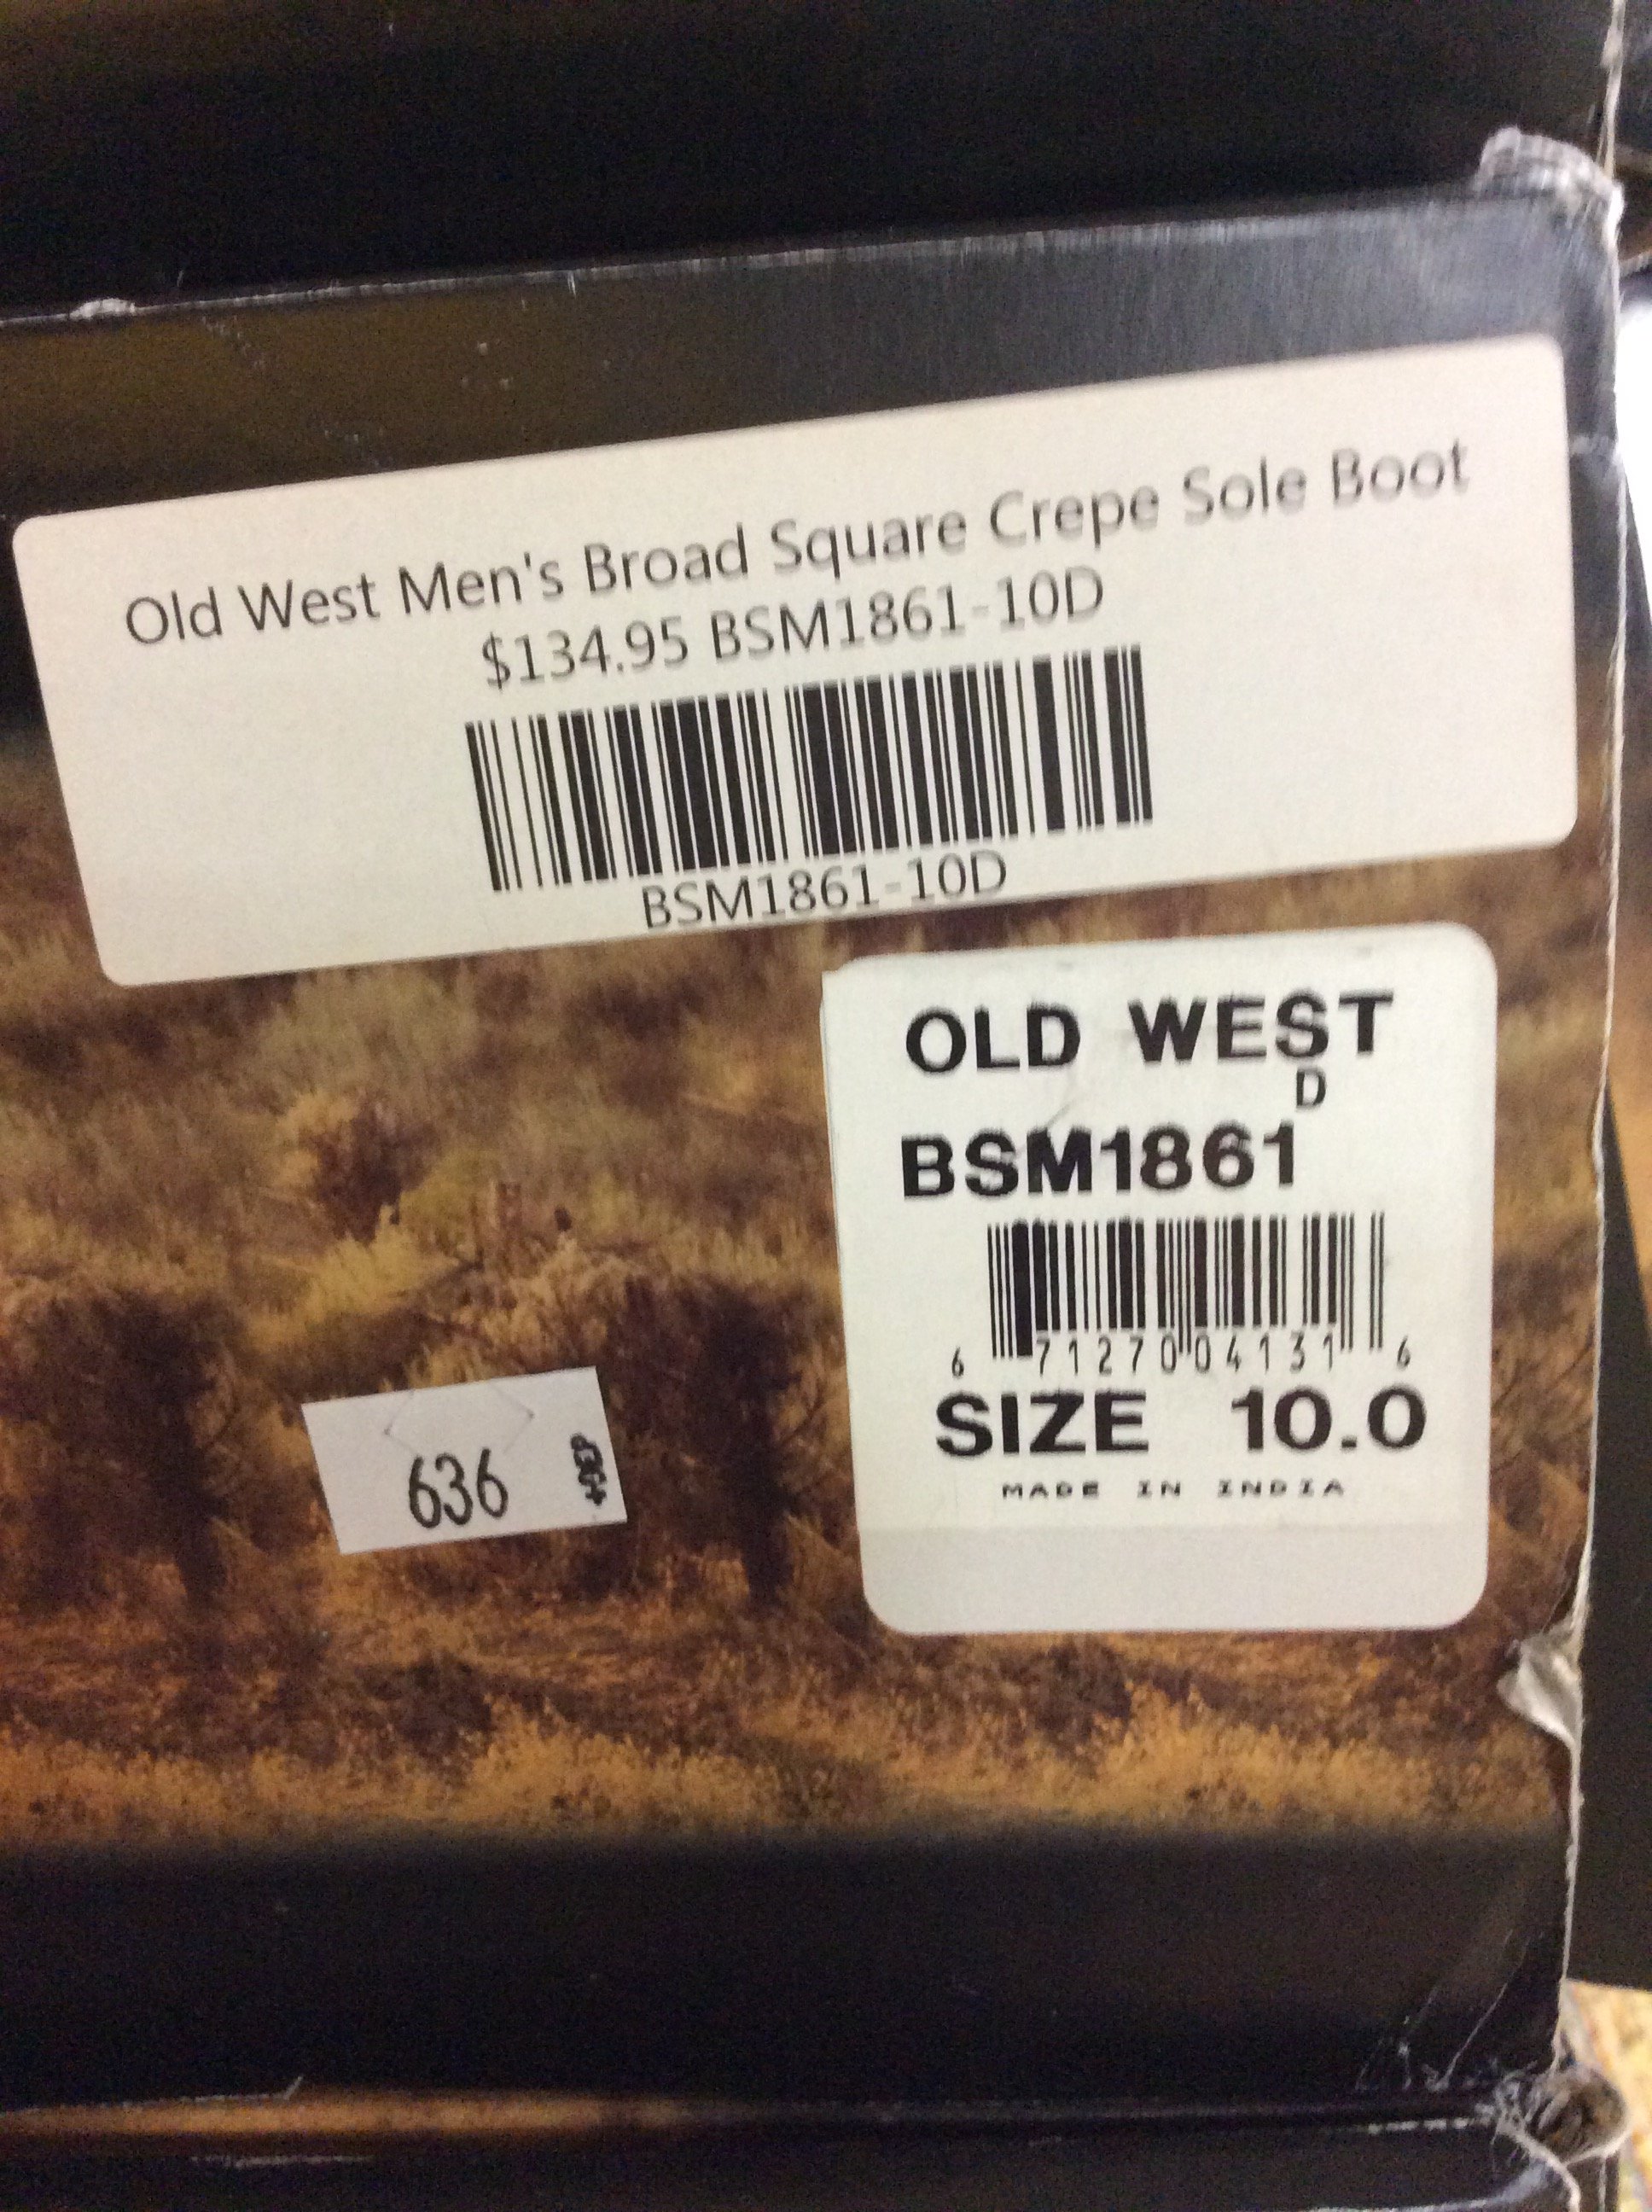 Old West Men's Broad Square Crepe Sole Boot
$134.95 BSM1861-10D
BSM1861-10D
OLD WEST
D
BSM1861
6 71270 04131 6
SIZE 10.0
MADE IN INDIA
636